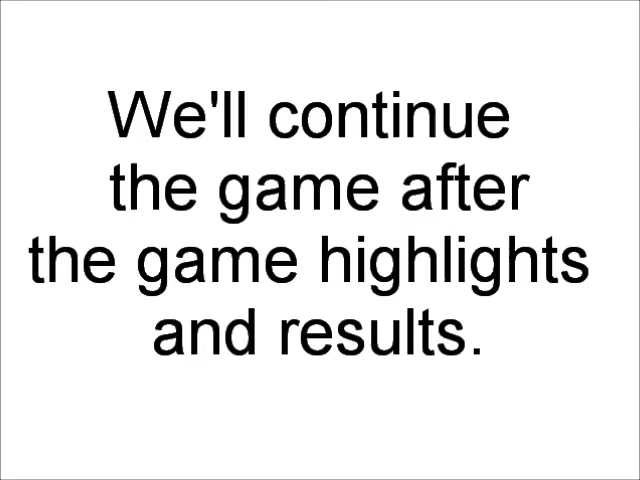 We'll continue
the game after
the game highlights
and results.